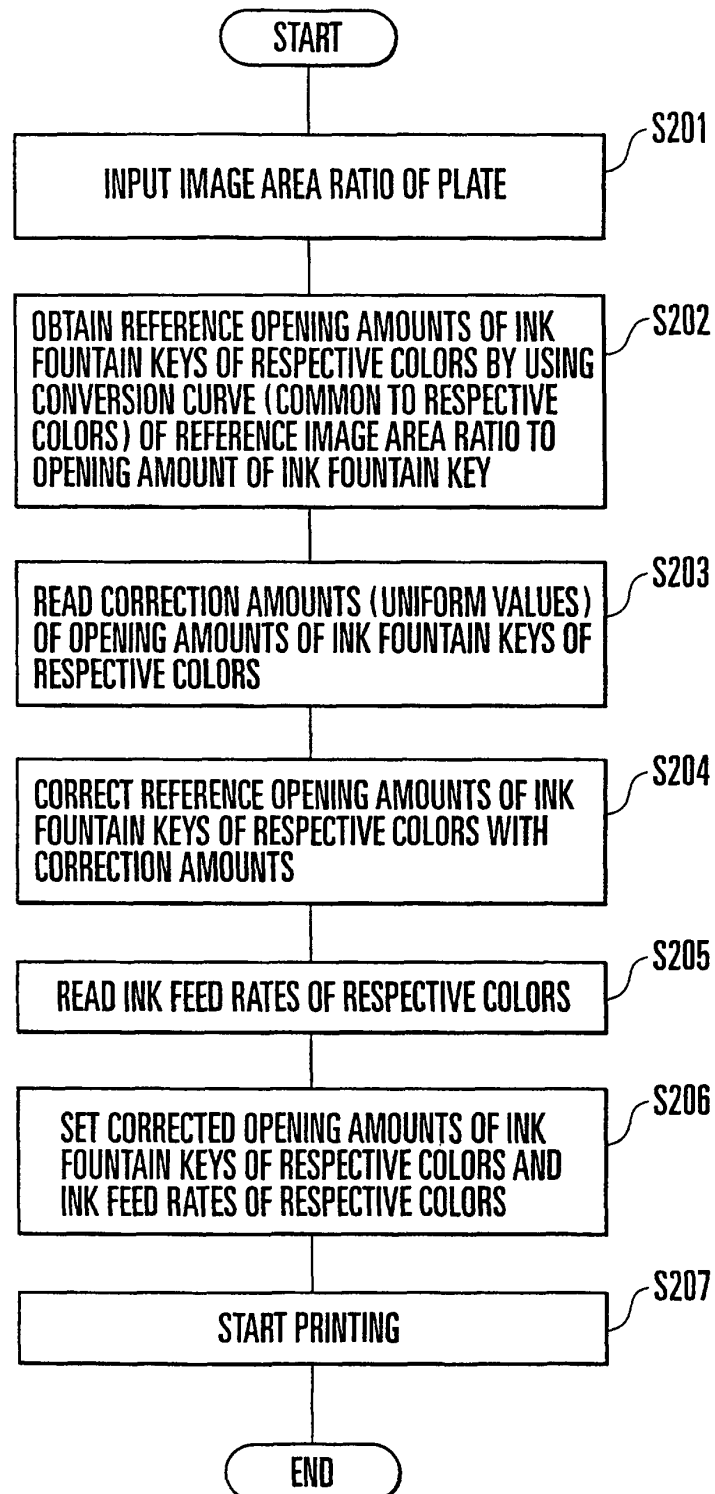 START
S201
INPUT IMAGE AREA RATIO OF PLATE
S202
OBTAIN REFERENCE OPENING AMOUNTS OF INK
FOUNTAIN KEYS OF RESPECTIVE COLORS BY USING
CONVERSION CURVE (COMMON TO RESPECTIVE
COLORS) OF REFERENCE IMAGE AREA RATIO TO
OPENING AMOUNT OF INK FOUNTAIN KEY
S203
READ CORRECTION AMOUNTS (UNIFORM VALUES)
OF OPENING AMOUNTS OF INK FOUNTAIN KEYS OF
RESPECTIVE COLORS
S204
CORRECT REFERENCE OPENING AMOUNTS OF INK
FOUNTAIN KEYS OF RESPECTIVE COLORS WITH
CORRECTION AMOUNTS
S205
READ INK FEED RATES OF RESPECTIVE COLORS
S206
SET CORRECTED OPENING AMOUNTS OF INK
FOUNTAIN KEYS OF RESPECTIVE COLORS AND
INK FEED RATES OF RESPECTIVE COLORS
S207
START PRINTING
END